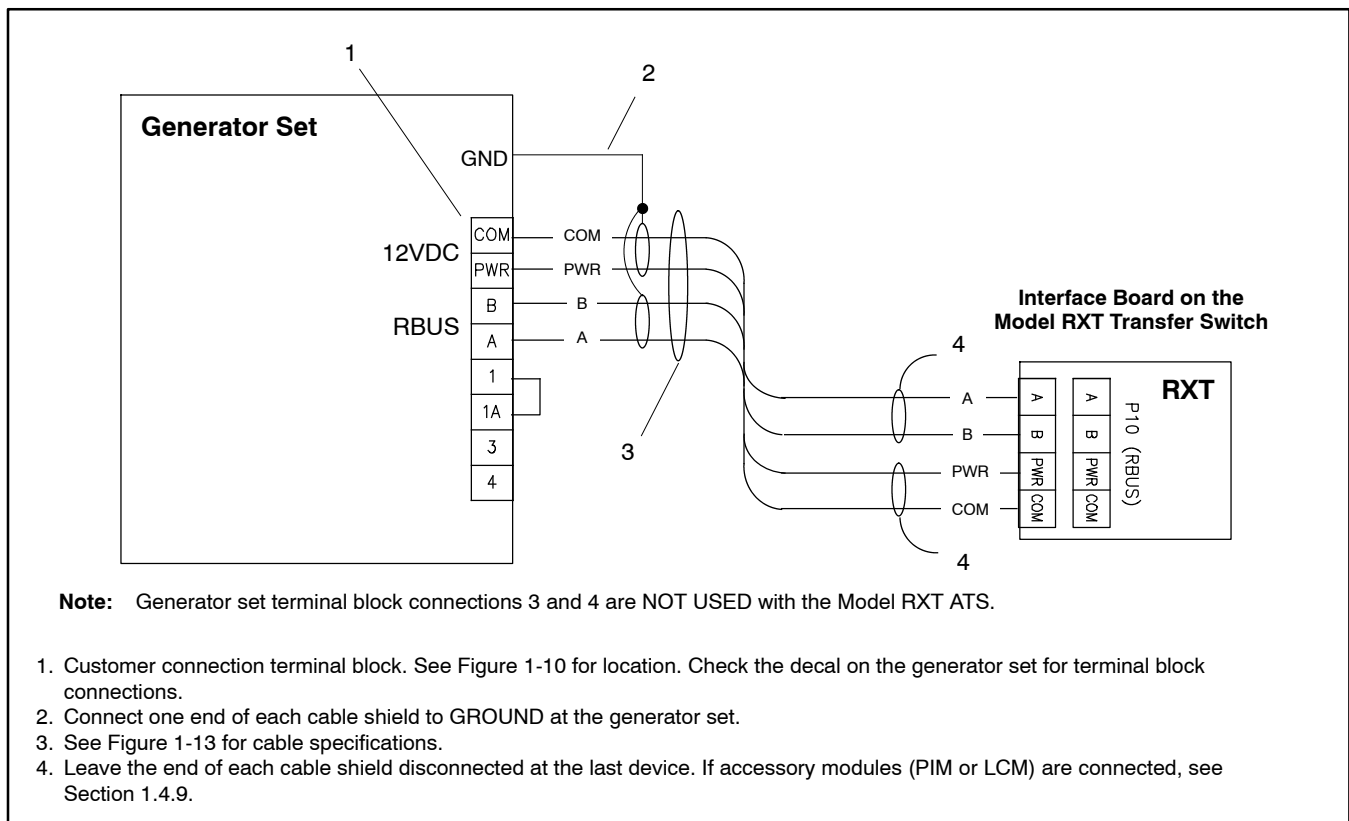 1
2
Generator Set
GND
12VDC
COM
COM
PWR
PWR
RBUS
B
B
A
A
1
1A
3
4
3
Interface Board on the
Model RXT Transfer Switch
4
RXT
A
A
A
B
B
B
PWR
PWR
PWR
COM
COM
COM
P10 (RBUS)
4
Note: Generator set terminal block connections 3 and 4 are NOT USED with the Model RXT ATS.
1. Customer connection terminal block. See Figure 1-10 for location. Check the decal on the generator set for terminal block
connections.
2. Connect one end of each cable shield to GROUND at the generator set.
3. See Figure 1-13 for cable specifications.
4. Leave the end of each cable shield disconnected at the last device. If accessory modules (PIM or LCM) are connected, see
Section 1.4.9.